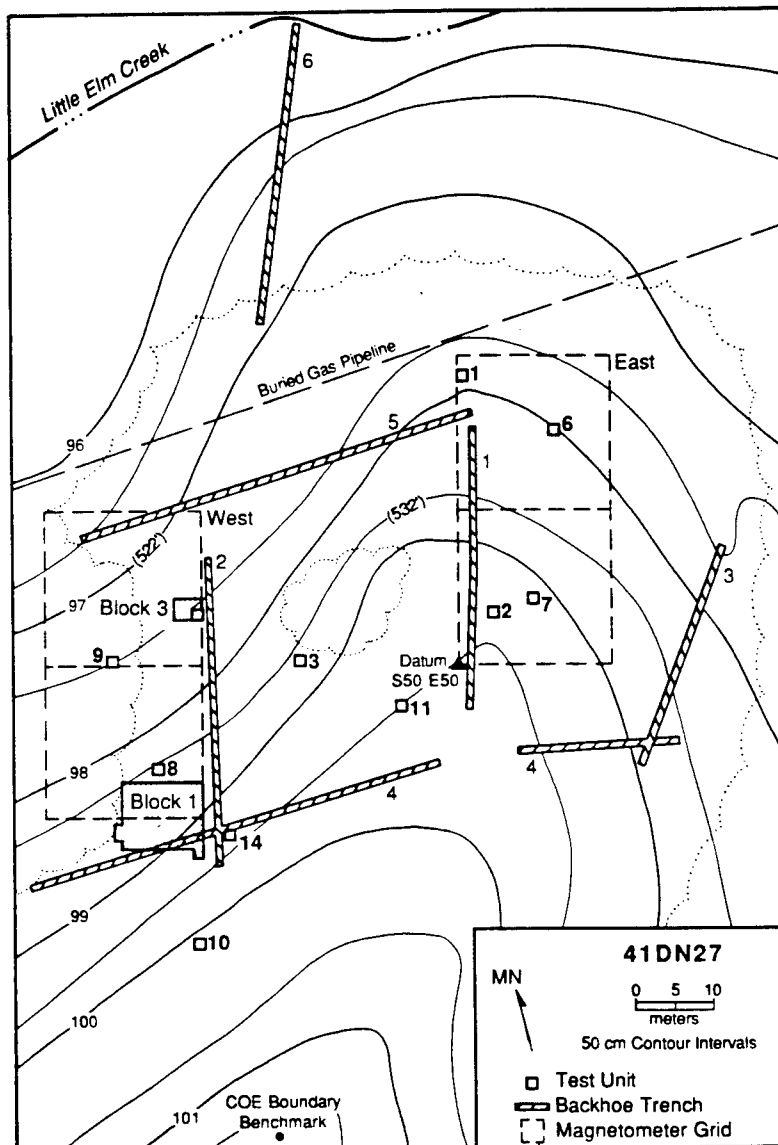 Little Elm Creek
6
Buried Gas Pipeline
1
East
5
6
96
1
West
(532')
(522')
2
3
Block 3
97
2
7
9
3
Datum
S50 E50
11
4
8
98
4
Block 1
14
99
10
41DN27
MN
0 5 10
meters
100
50 cm Contour Intervals
Test Unit
COE Boundary
Benchmark
Backhoe Trench
101
Magnetometer Grid